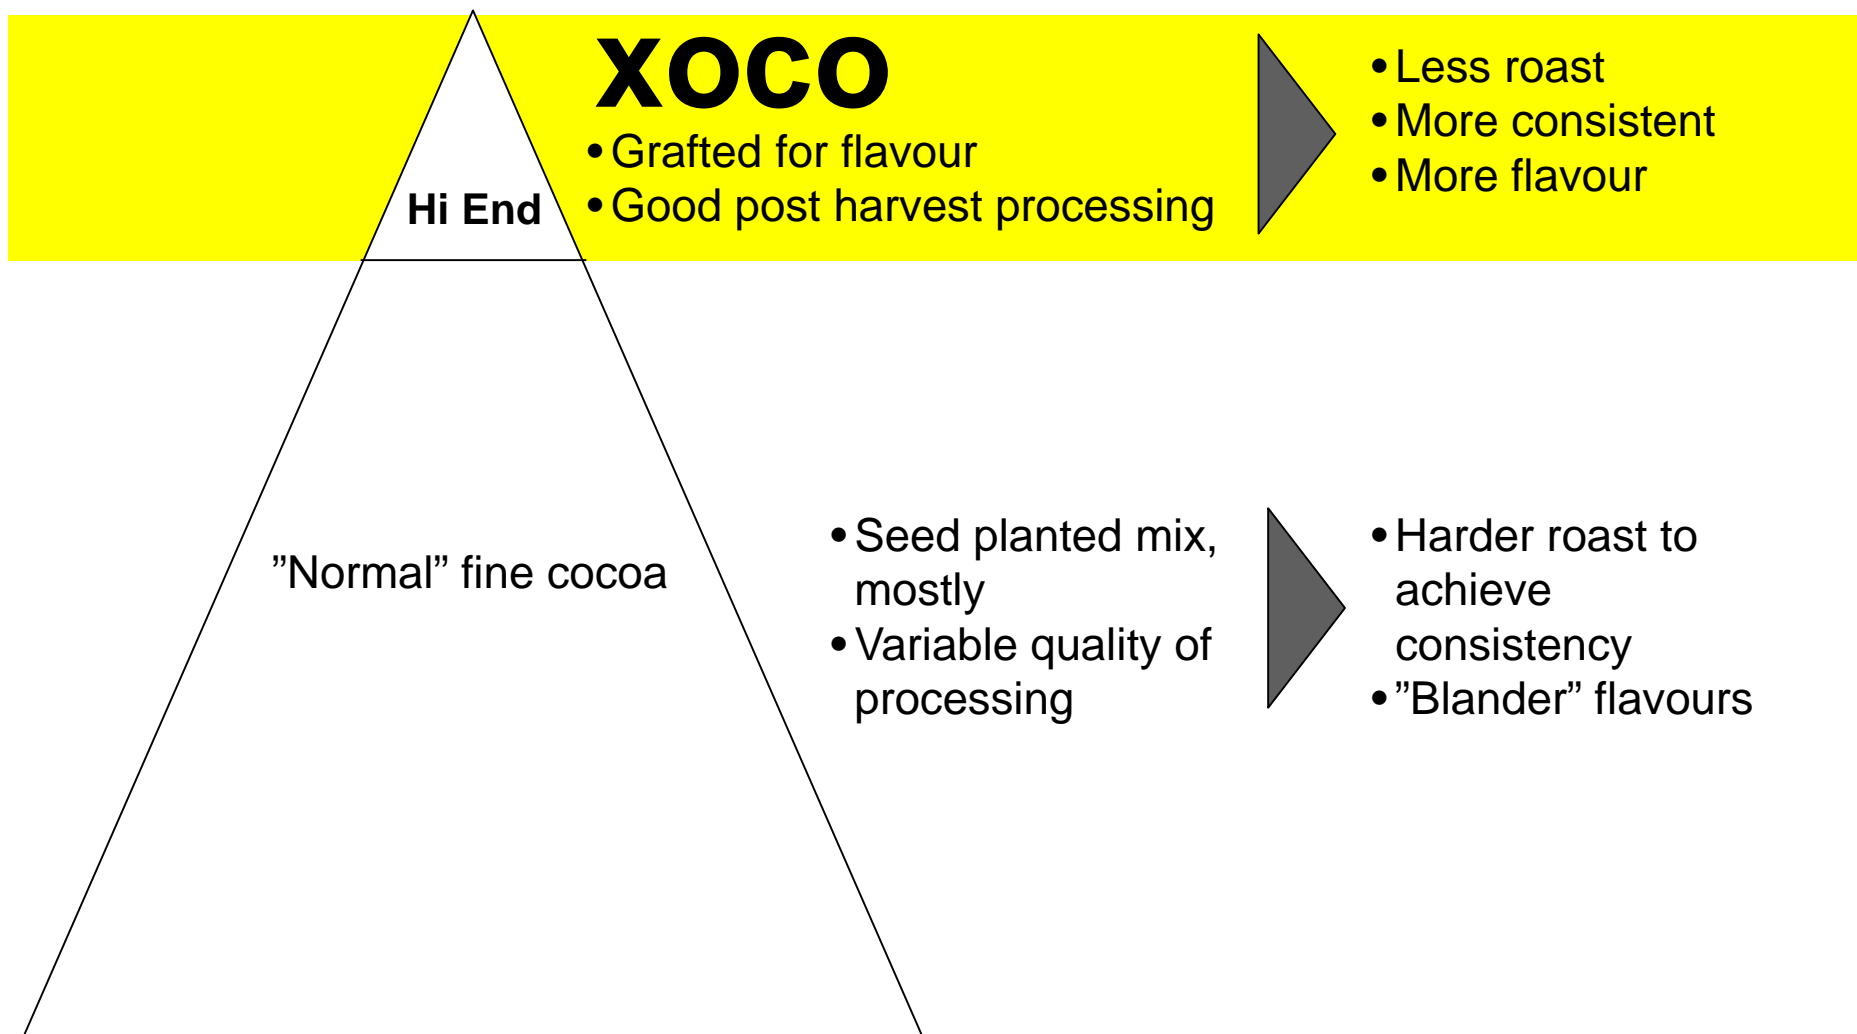 XOCO
• Grafted for flavour
• Good post harvest processing
• Less roast
• More consistent
• More flavour
Hi End
”Normal” fine cocoa
• Seed planted mix,
mostly
• Variable quality of
processing
• Harder roast to
achieve
consistency
• ”Blander” flavours